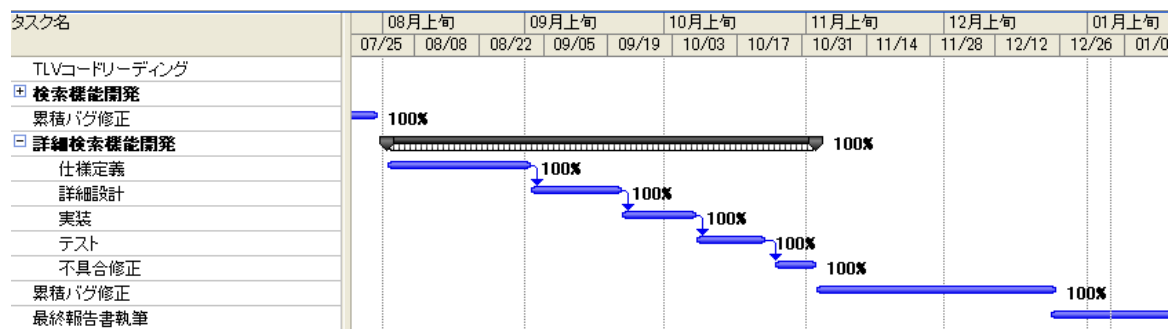 タスク名 08月上旬 09月上旬 10月上旬 11月上旬 12月上旬 01月上旬
07/25 08/08 08/22 09/05 09/19 10/03 10/17 10/31 11/14 11/28 12/12 12/26 01/0
TLVコードリーディング
検索機能開発
累積バグ修正 100%
詳細検索機能開発 100%
仕様定義 100%
詳細設計 100%
実装 100%
テスト 100%
不具合修正 100%
累積バグ修正 100%
最終報告書執筆